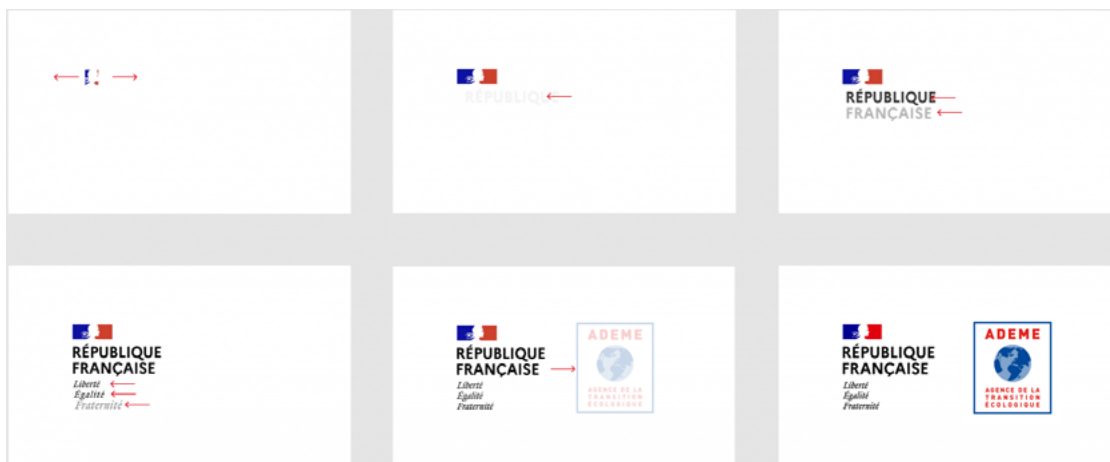 RÉPUBLIQUE
RÉPUBLIQUE
FRANÇAISE
RÉPUBLIQUE
FRANÇAISE
Liberté
Égalité
Fraternité
RÉPUBLIQUE
FRANÇAISE
Liberté
Égalité
Fraternité
ADEME
AGENCE DE LA
TRANSITION
ÉCOLOGIQUE
RÉPUBLIQUE
FRANÇAISE
Liberté
Égalité
Fraternité
ADEME
AGENCE DE LA
TRANSITION
ÉCOLOGIQUE